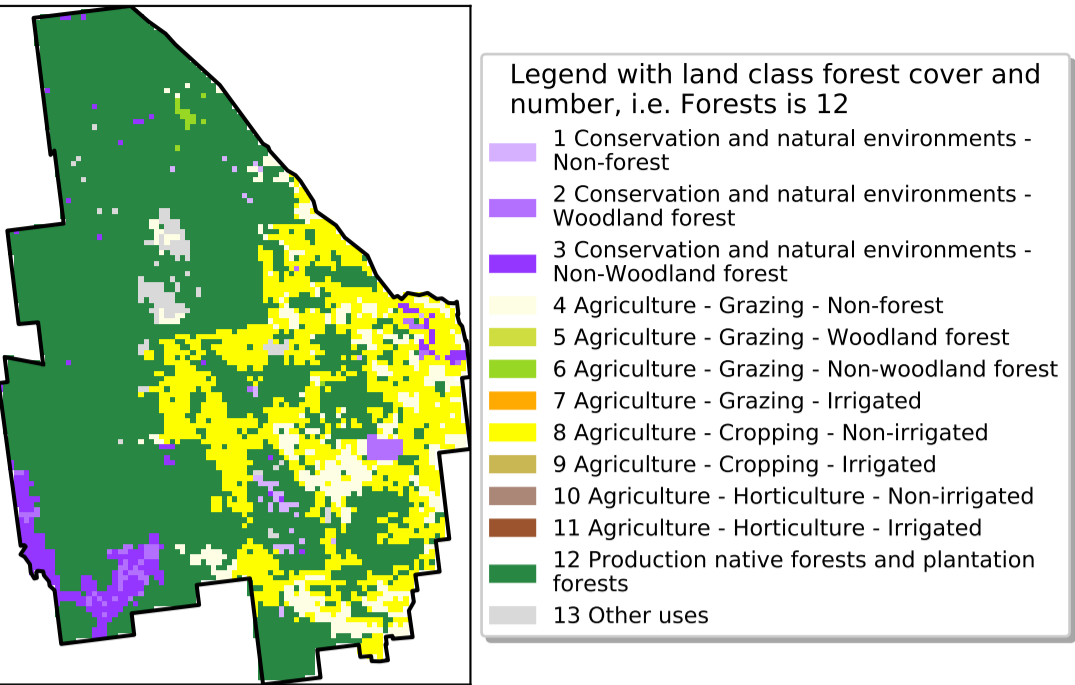 Legend with land class forest cover and
number, i.e. Forests is 12
1 Conservation and natural environments -
Non-forest
2 Conservation and natural environments -
Woodland forest
3 Conservation and natural environments -
Non-Woodland forest
4 Agriculture - Grazing - Non-forest
5 Agriculture - Grazing - Woodland forest
6 Agriculture - Grazing - Non-woodland forest
7 Agriculture - Grazing - Irrigated
8 Agriculture - Cropping - Non-irrigated
9 Agriculture - Cropping - Irrigated
10 Agriculture - Horticulture - Non-irrigated
11 Agriculture - Horticulture - Irrigated
12 Production native forests and plantation
forests
13 Other uses